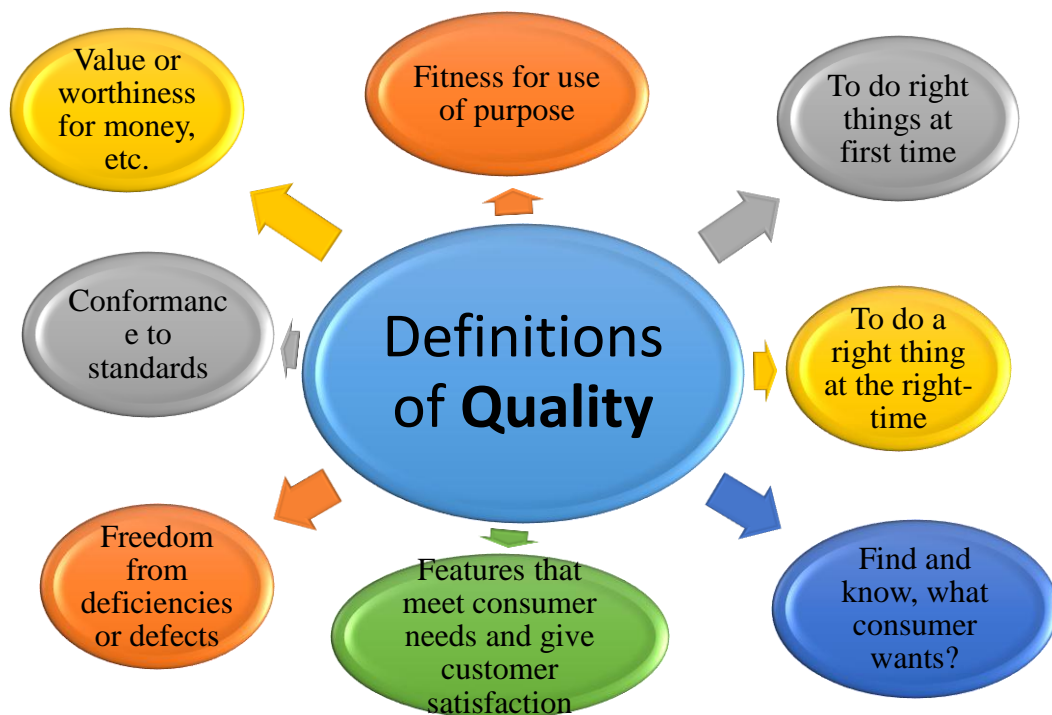 Value or
worthiness
for money,
etc.
Fitness for use
of purpose
To do right
things at
first time
Conformanc
e to
standards
Definitions
of Quality
To do a
right thing
at the right-
time
Freedom
from
deficiencies
or defects
Features that
meet consumer
needs and give
customer
satisfaction
Find and
know, what
consumer
wants?